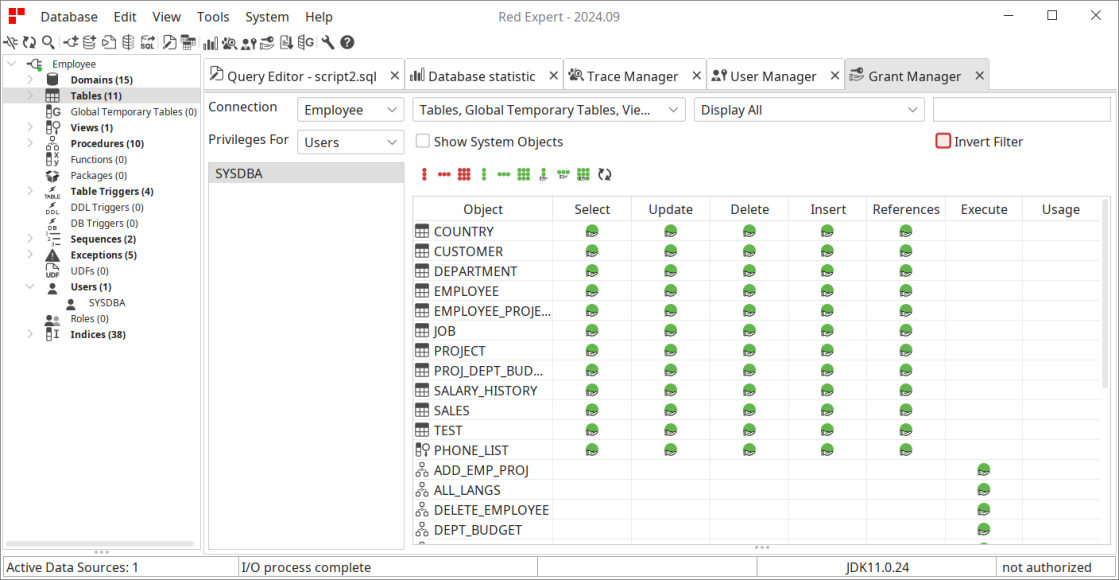 Database Edit View Tools System Help
Red Expert - 2024.09
SQL G
Employee
Domains (15)
Tables (11)
Global Temporary Tables (0)
Views (1)
Procedures (10)
Functions (0)
Packages (0)
Table Triggers (4)
DDL Triggers (0)
DB Triggers (0)
Sequences (2)
Exceptions (5)
UDFs (0)
Users (1)
SYSDBA
Roles (0)
Indices (38)
Query Editor - script2.sql
Database statistic
Trace Manager
User Manager
Grant Manager
Connection Employee
Tables, Global Temporary Tables, Vie...
Display All
Privileges For Users
Show System Objects
Invert Filter
SYSDBA
Object Select Update Delete Insert References Execute Usage
COUNTRY
CUSTOMER
DEPARTMENT
EMPLOYEE
EMPLOYEE_PROJE...
JOB
PROJECT
PROJ_DEPT_BUD...
SALARY_HISTORY
SALES
TEST
PHONE_LIST
ADD_EMP_PROJ
ALL_LANGS
DELETE_EMPLOYEE
DEPT_BUDGET
Active Data Sources: 1
I/O process complete
JDK11.0.24
not authorized